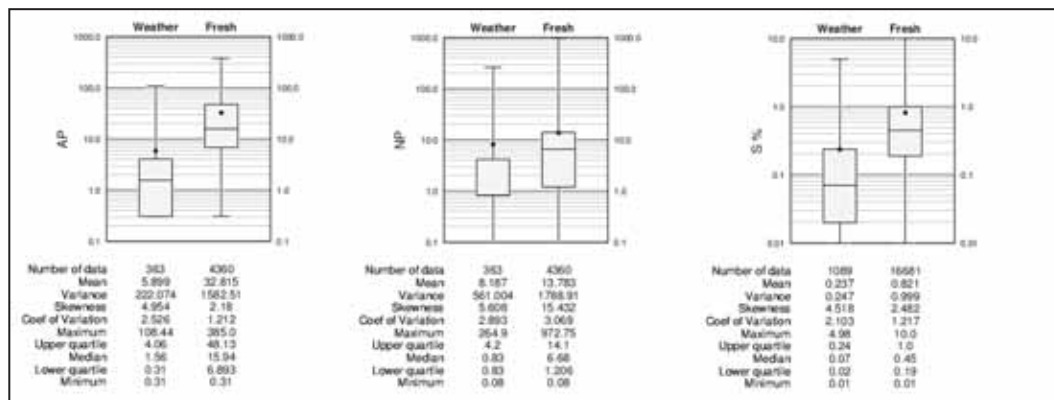 Weather Fresh
1000.0 1000.0
100.0 100.0
AP
10.0 10.0
1.0 1.0
0.1 0.1
Number of data 363 4360
Mean 5.899 32.815
Variance 222.074 1582.51
Skewness 4.954 2.18
Coef of Variation 2.526 1.212
Maximum 108.44 385.0
Upper quartile 4.06 48.13
Median 1.56 15.94
Lower quartile 0.31 6.893
Minimum 0.31 0.31
Weather Fresh
1000.0 1000.0
100.0 100.0
NP
10.0 10.0
1.0 1.0
0.1 0.1
Number of data 363 4360
Mean 8.187 13.783
Variance 561.004 1788.91
Skewness 5.608 15.432
Coef of Variation 2.893 3.069
Maximum 264.9 972.75
Upper quartile 4.2 14.1
Median 0.83 6.68
Lower quartile 0.83 1.206
Minimum 0.08 0.08
Weather Fresh
10.0 10.0
1.0 1.0
S %
0.1 0.1
0.01 0.01
Number of data 1089 16681
Mean 0.237 0.821
Variance 0.247 0.999
Skewness 4.518 2.482
Coef of Variation 2.103 1.217
Maximum 4.98 10.0
Upper quartile 0.24 1.0
Median 0.07 0.45
Lower quartile 0.02 0.19
Minimum 0.01 0.01